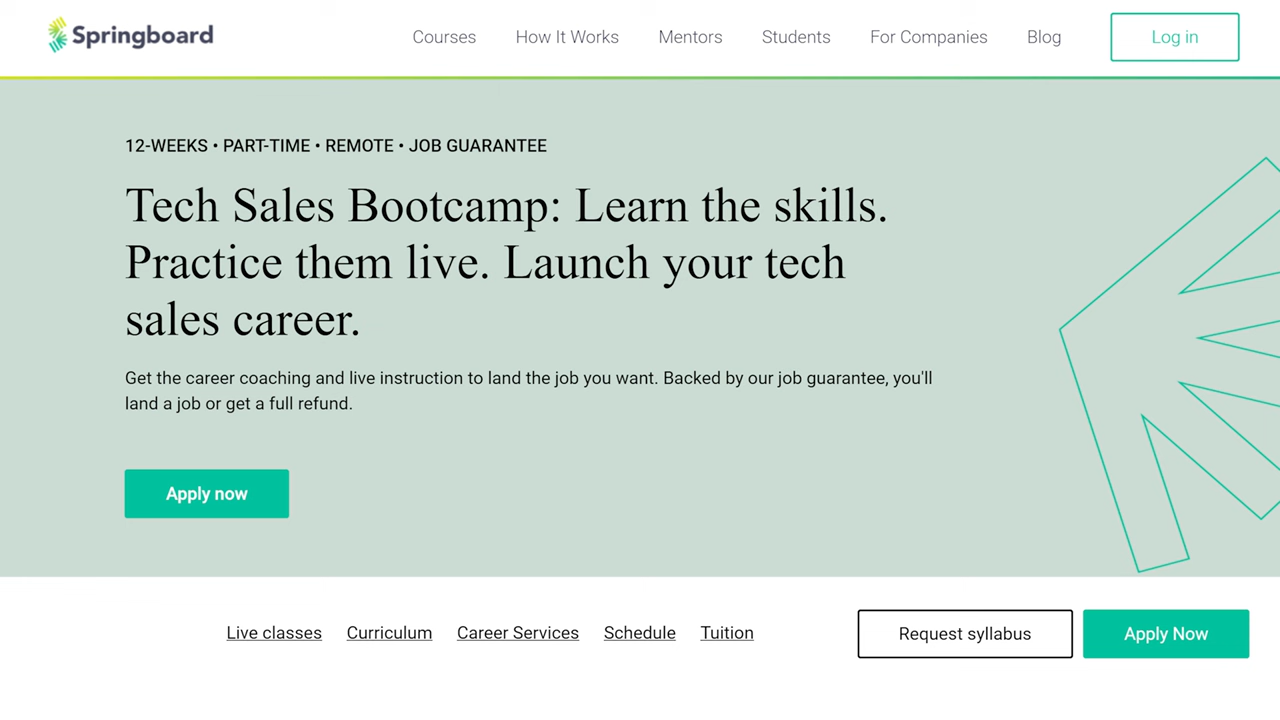 Springboard
Courses How It Works Mentors Students For Companies Blog Log in
12-WEEKS • PART-TIME • REMOTE • JOB GUARANTEE
Tech Sales Bootcamp: Learn the skills.
Practice them live. Launch your tech
sales career.
Get the career coaching and live instruction to land the job you want. Backed by our job guarantee, you'll
land a job or get a full refund.
Apply now
Live classes Curriculum Career Services Schedule Tuition Request syllabus Apply Now